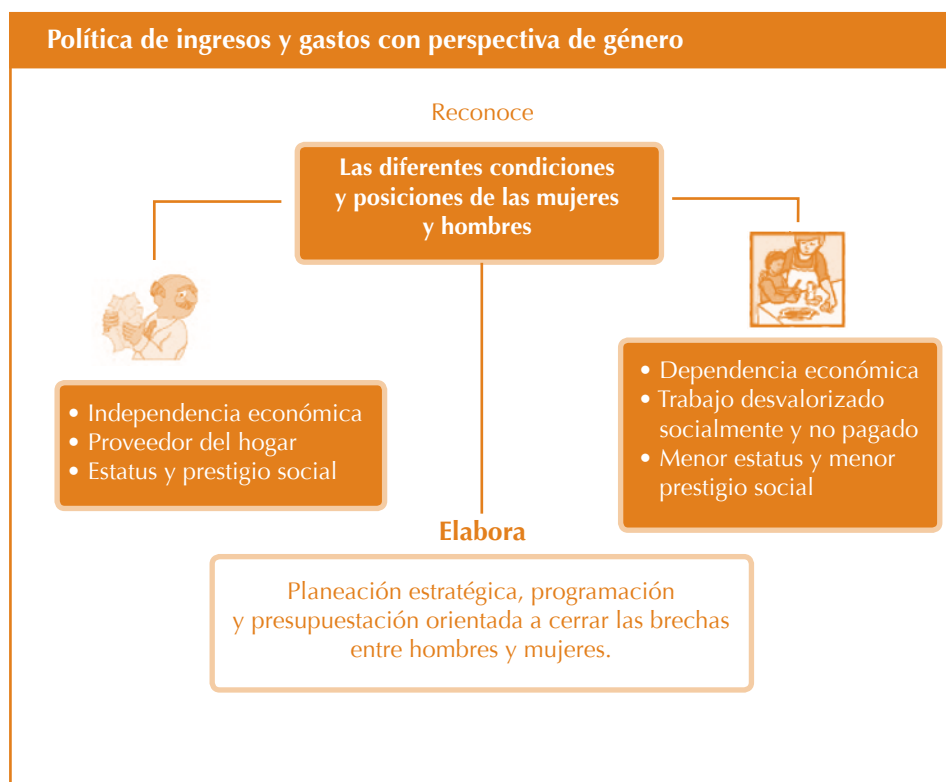 Política de ingresos y gastos con perspectiva de género
Reconoce
Las diferentes condiciones
y posiciones de las mujeres
y hombres
• Independencia económica
• Proveedor del hogar
• Estatus y prestigio social
• Dependencia económica
• Trabajo desvalorizado
socialmente y no pagado
• Menor estatus y menor
prestigio social
Elabora
Planeación estratégica, programación
y presupuestación orientada a cerrar las brechas
entre hombres y mujeres.